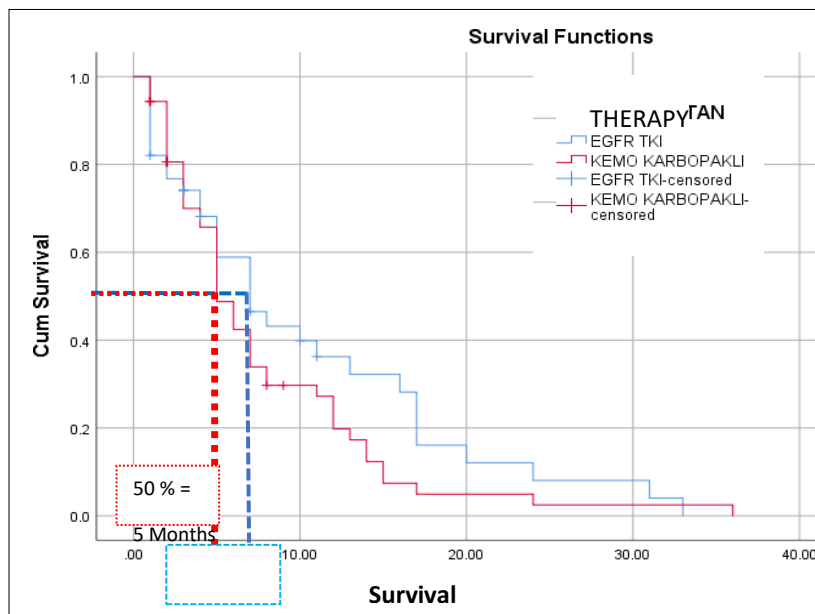 Survival Functions
THERAPYTAN
EGFR TKI
KEMO KARBOPAKLI
EGFR TKI-censored
KEMO KARBOPAKLI-
censored
Cum Survival
1.0
0.8
0.6
0.4
0.2
0.0
50 % =
5 Months
.00
10.00
20.00
30.00
40.00
Survival